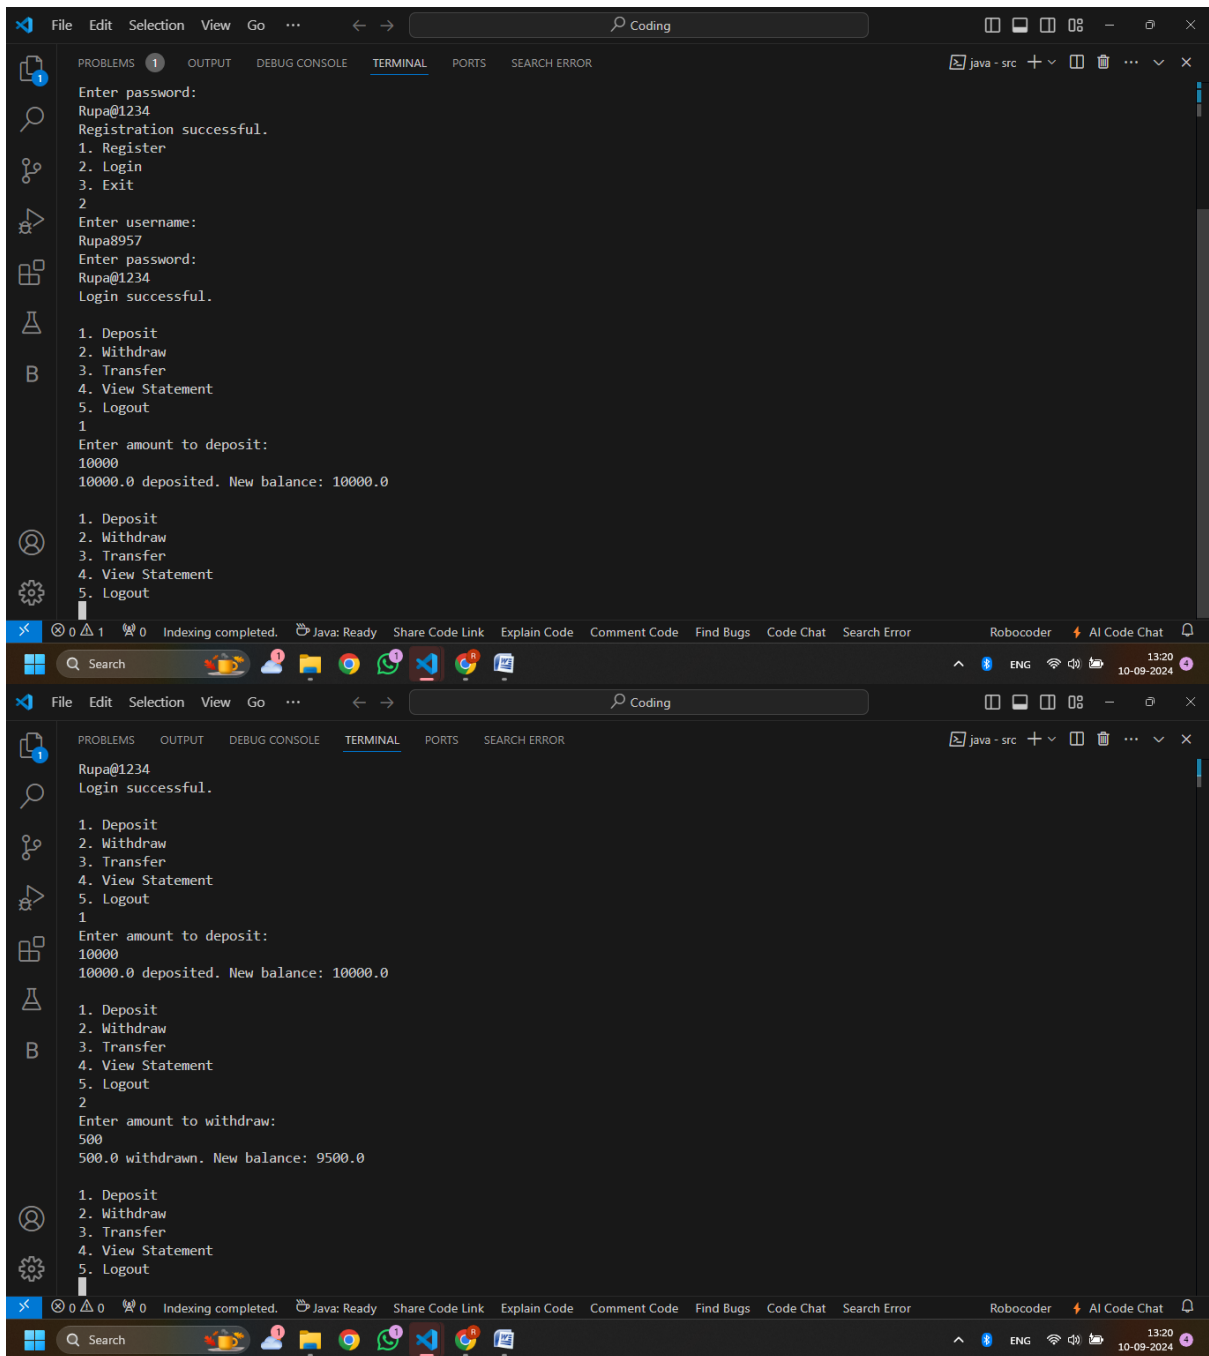 File Edit Selection View Go ··· Coding
PROBLEMS 1 OUTPUT DEBUG CONSOLE TERMINAL PORTS SEARCH ERROR java - src
Enter password:
Rupa@1234
Registration successful.
1. Register
2. Login
3. Exit
2
Enter username:
Rupa8957
Enter password:
Rupa@1234
Login successful.
1. Deposit
2. Withdraw
3. Transfer
4. View Statement
5. Logout
1
Enter amount to deposit:
10000
10000.0 deposited. New balance: 10000.0
1. Deposit
2. Withdraw
3. Transfer
4. View Statement
5. Logout
0 1 0 Indexing completed. Java: Ready Share Code Link Explain Code Comment Code Find Bugs Code Chat Search Error Robocoder AI Code Chat
Search ENG 13:20
10-09-2024
File Edit Selection View Go ··· Coding
PROBLEMS OUTPUT DEBUG CONSOLE TERMINAL PORTS SEARCH ERROR java - src
Rupa@1234
Login successful.
1. Deposit
2. Withdraw
3. Transfer
4. View Statement
5. Logout
1
Enter amount to deposit:
10000
10000.0 deposited. New balance: 10000.0
1. Deposit
2. Withdraw
3. Transfer
4. View Statement
5. Logout
2
Enter amount to withdraw:
500
500.0 withdrawn. New balance: 9500.0
1. Deposit
2. Withdraw
3. Transfer
4. View Statement
5. Logout
0 0 0 Indexing completed. Java: Ready Share Code Link Explain Code Comment Code Find Bugs Code Chat Search Error Robocoder AI Code Chat
Search ENG 13:20
10-09-2024